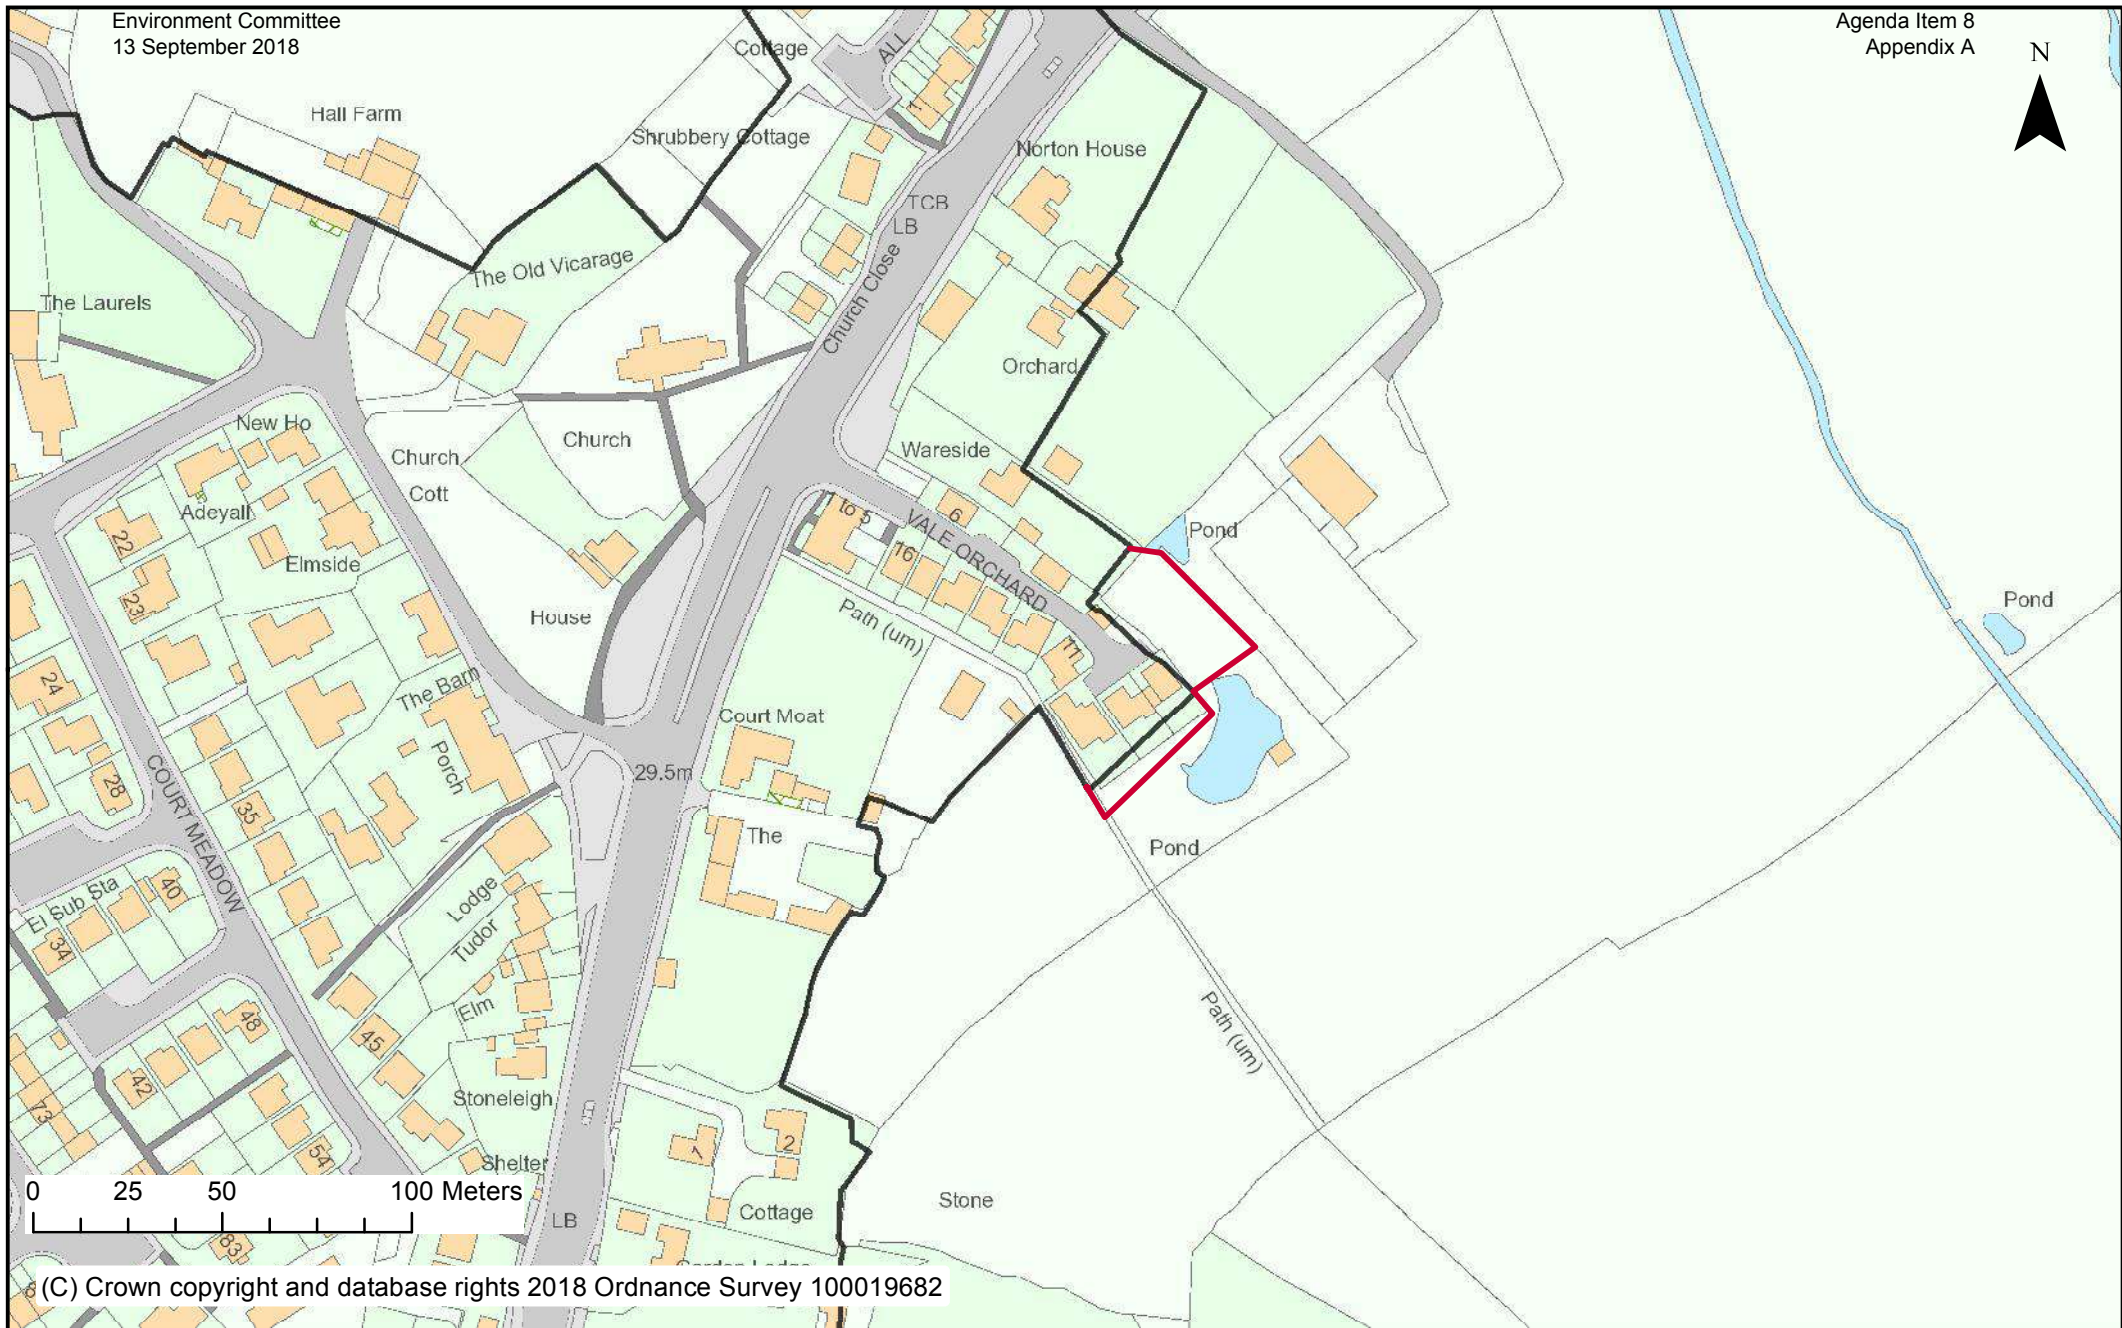 Environment Committee
13 September 2018
Agenda Item 8
Appendix A
N
Cottage
ALL
1
Hall Farm
Shrubbery Cottage
Norton House
TCB
LB
The Old Vicarage
Church Close
The Laurels
Orchard
New Ho
Church
Church
Cott
Wareside
Adeyall
1 to 5
6
VALE ORCHARD
16
Pond
22
Elmside
23
House
Path (um)
11
Pond
24
The Barn
Court Moat
Porch
29.5m
28
COURT MEADOW
35
The
Pond
El Sub Sta
40
Lodge
Tudor
34
Elm
48
45
Path (um)
42
73
Stoneleigh
54
Shelter
1
2
0 25 50 100 Meters
Stone
Cottage
LB
83
Garden Lodge
(C) Crown copyright and database rights 2018 Ordnance Survey 100019682